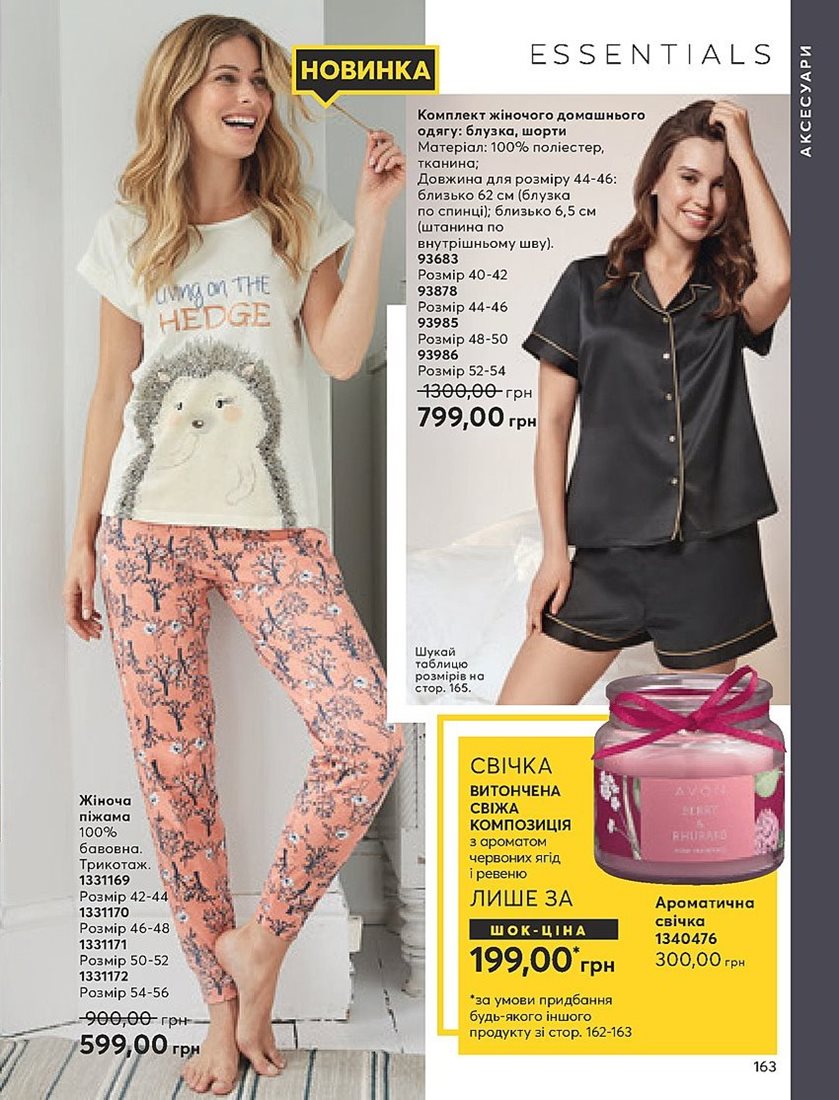 НОВИНКА
ESSENTIALS
АКСЕСУАРИ
Комплект жіночого домашнього
одягу: блузка, шорти
Матеріал: 100% поліестер,
тканина;
Довжина для розміру 44-46:
близько 62 см (блузка
по спинці); близько 6,5 см
(штанина по
внутрішньому шву).
93683
Розмір 40-42
93878
Розмір 44-46
93985
Розмір 48-50
93986
Розмір 52-54
1300,00 грн
799,00 грн
Living on THE
HEDGE
Шукай
таблицю
розмірів на
стор. 165.
Жіноча
піжама
100%
бавовна.
Трикотаж.
1331169
Розмір 42-44
1331170
Розмір 46-48
1331171
Розмір 50-52
1331172
Розмір 54-56
900,00 грн
599,00 грн
СВІЧКА
ВИТОНЧЕНА
СВІЖА
КОМПОЗИЦІЯ
з ароматом
червоних ягід
і ревеню
ЛИШЕ ЗА
ШОК-ЦІНА
199,00* грн
*за умови придбання
будь-якого іншого
продукту зі стор. 162-163
AVON
BERRY
&
RHUBARB
Ароматична
свічка
1340476
300,00 грн
163